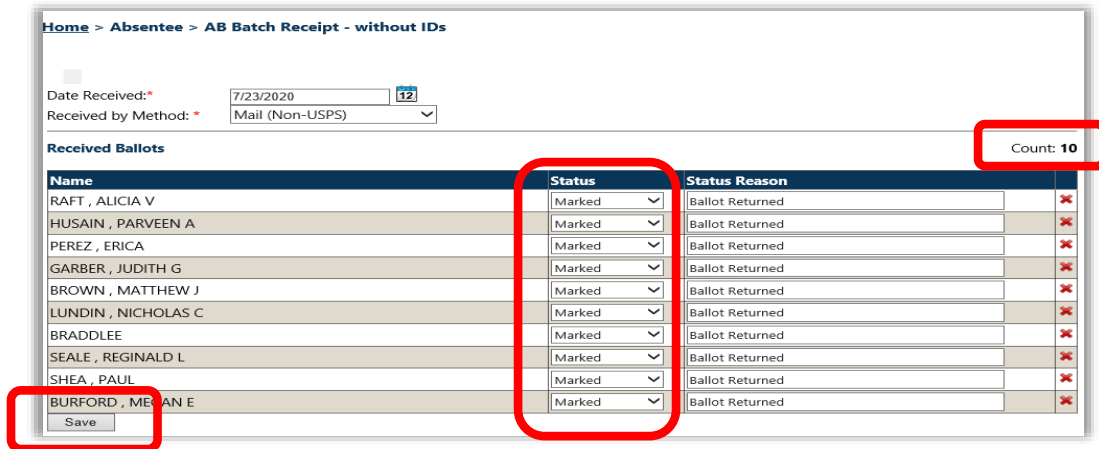 Home > Absentee > AB Batch Receipt - without IDs
Date Received:* 7/23/2020 12
Received by Method: * Mail (Non-USPS)
Received Ballots Count: 10
Name Status Status Reason
RAFT , ALICIA V Marked Ballot Returned
HUSAIN , PARVEEN A Marked Ballot Returned
PEREZ , ERICA Marked Ballot Returned
GARBER , JUDITH G Marked Ballot Returned
BROWN , MATTHEW J Marked Ballot Returned
LUNDIN , NICHOLAS C Marked Ballot Returned
BRADDLEE Marked Ballot Returned
SEALE , REGINALD L Marked Ballot Returned
SHEA , PAUL Marked Ballot Returned
BURFORD , MEGAN E Marked Ballot Returned
Save